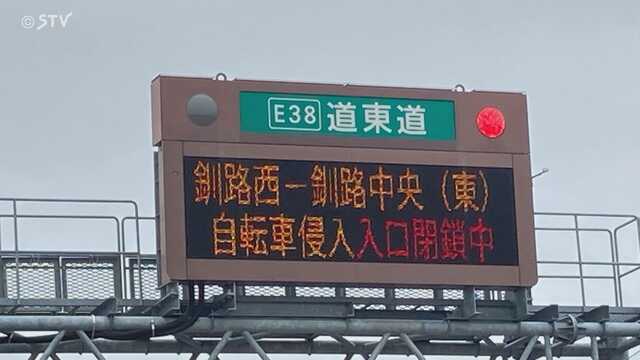 ©STV
E38 道東道
釧路西ー釧路中央（東）
自転車侵入入口閉鎖中